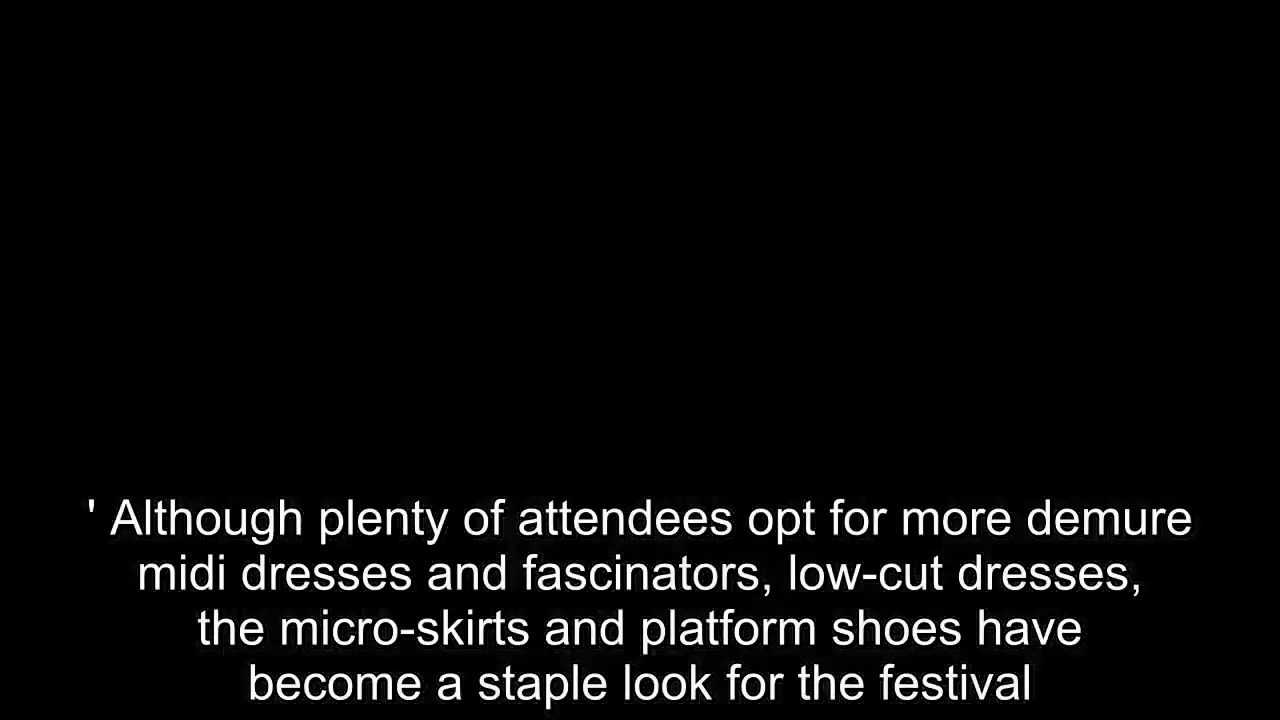 ' Although plenty of attendees opt for more demure
midi dresses and fascinators, low-cut dresses,
the micro-skirts and platform shoes have
become a staple look for the festival